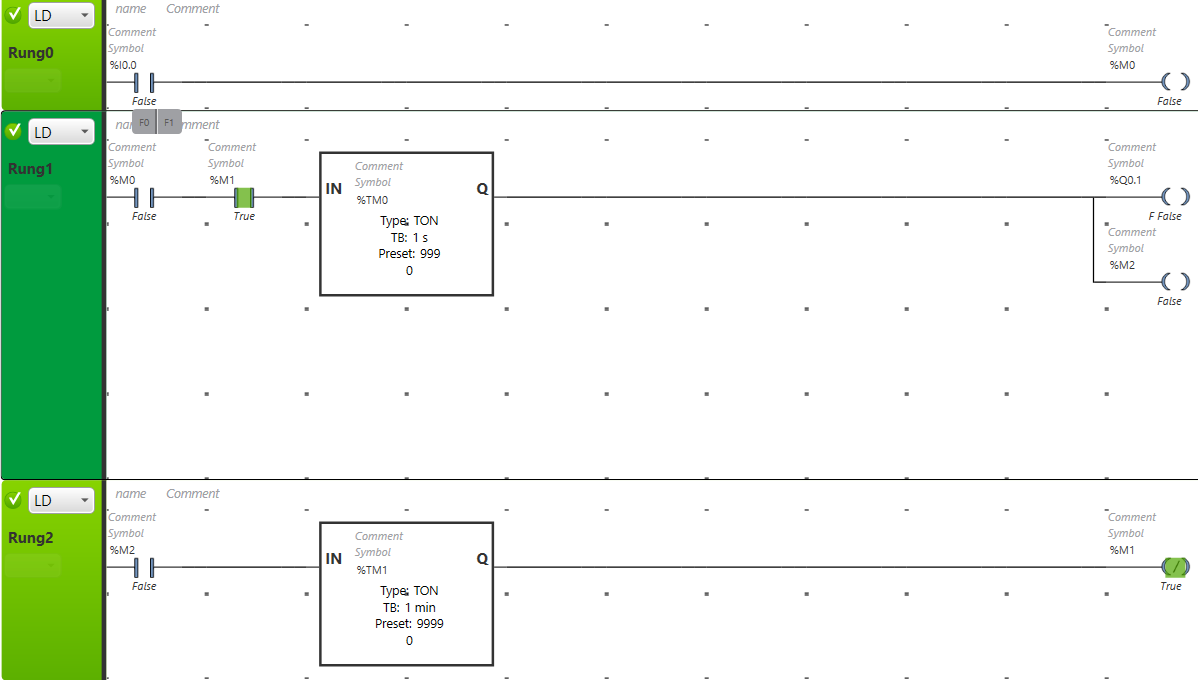 LD
name Comment
Rung0
Comment
Symbol
%I0.0
False
Comment
Symbol
%M0
False
LD
F0 F1
mment
Rung1
Comment
Symbol
%M0
False
Comment
Symbol
%M1
True
Comment
Symbol
%TM0
IN
Q
Type: TON
TB: 1 s
Preset: 999
0
Comment
Symbol
%Q0.1
F False
Comment
Symbol
%M2
False
LD
name Comment
Rung2
Comment
Symbol
%M2
False
Comment
Symbol
%TM1
IN
Q
Type: TON
TB: 1 min
Preset: 9999
0
Comment
Symbol
%M1
True